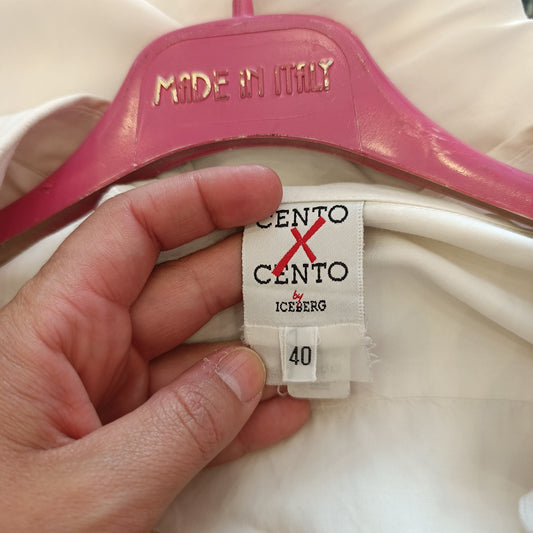 MADE IN ITALY
CENTO
X
CENTO
by
ICEBERG
40